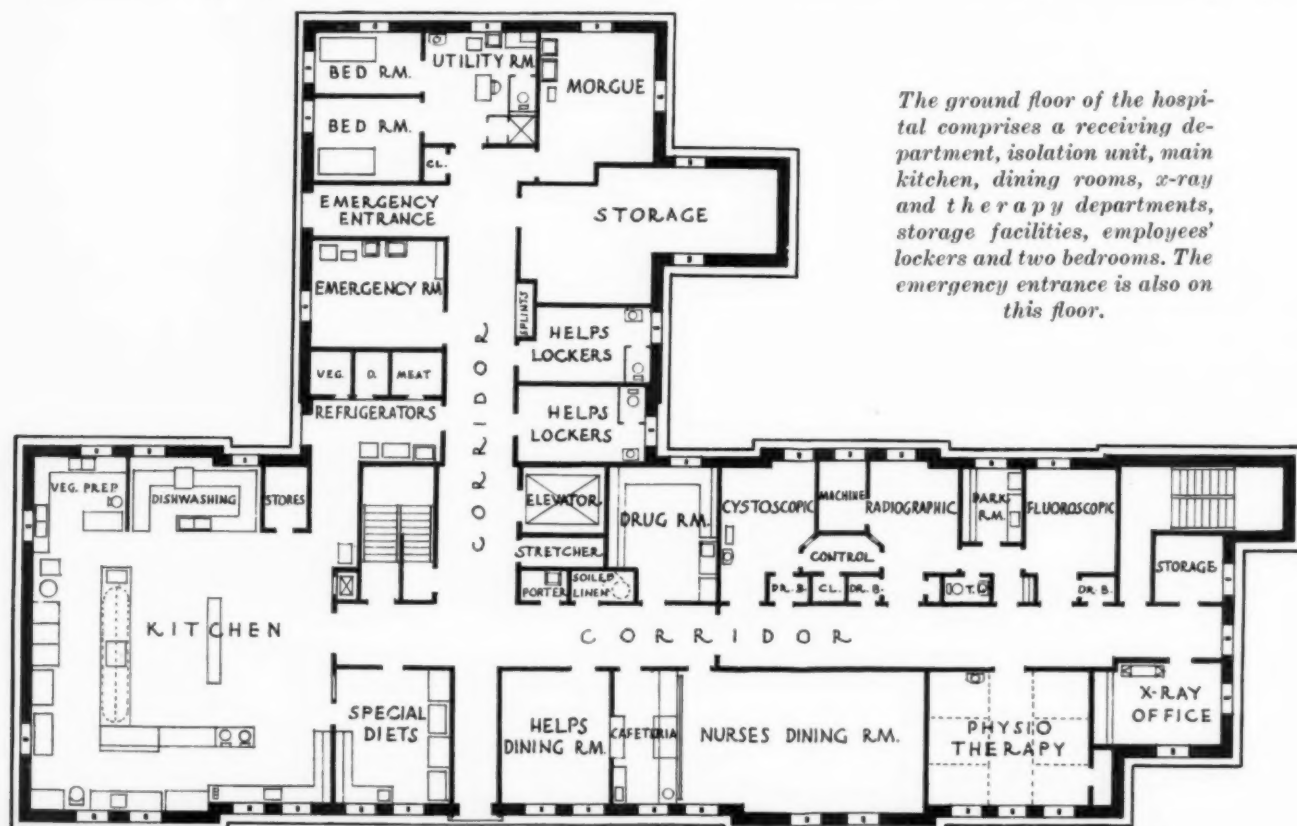 The ground floor of the hospi-
tal comprises a receiving de-
partment, isolation unit, main
kitchen, dining rooms, x-ray
and therapy departments,
storage facilities, employees'
lockers and two bedrooms. The
emergency entrance is also on
this floor.
BED RM.
UTILITY RM.
MORGUE
BED RM.
CL.
EMERGENCY
ENTRANCE
STORAGE
EMERGENCY RM
SPLINTS
HELPS
LOCKERS
VEG.
D.
MEAT
REFRIGERATORS
HELPS
LOCKERS
CORRIDOR
VEG. PREP
DISHWASHING
STORES
ELEVATOR
DRUG RM.
CYSTOSCOPIC
MACHINE
RADIOGRAPHIC
DARK
RM.
FLUOROSCOPIC
STRETCHER
CONTROL
STORAGE
PORTER
SOILED
LINEN
DR. B.
CL.
DR. B.
T.
DR. B.
KITCHEN
CORRIDOR
SPECIAL
DIETS
HELPS
DINING RM.
CAFETERIA
NURSES DINING RM.
PHYSIO
THERAPY
X-RAY
OFFICE